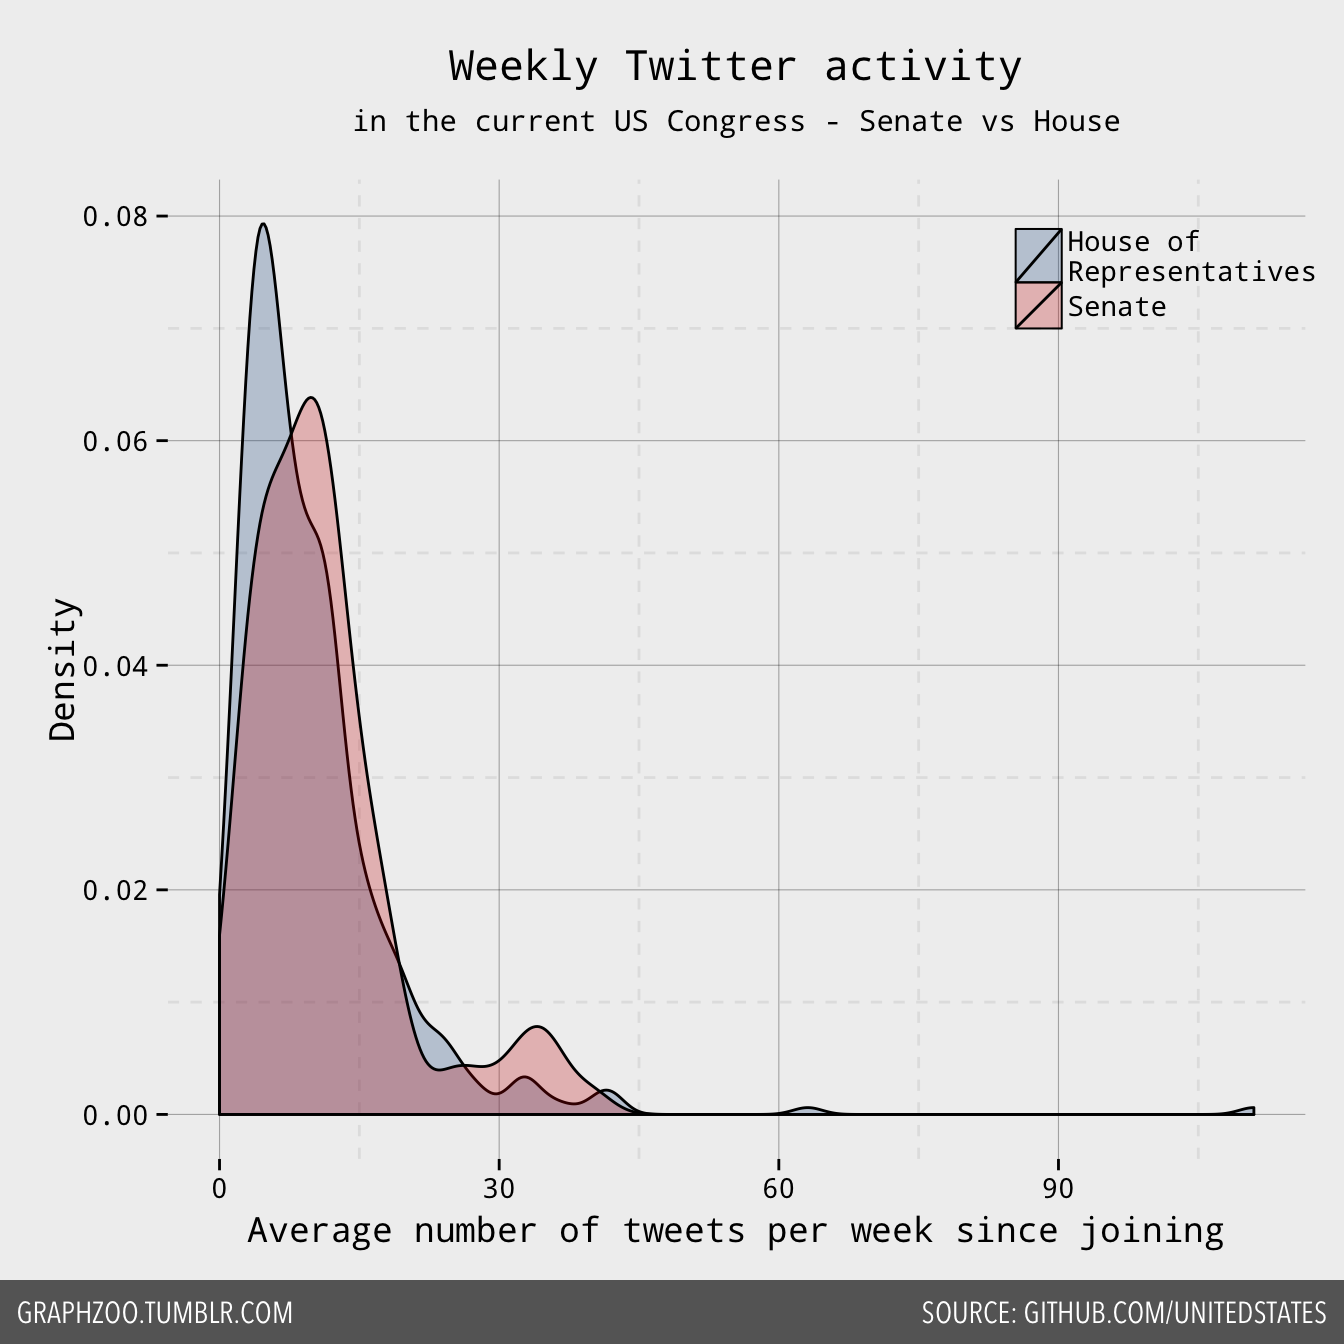 Weekly Twitter activity
in the current US Congress - Senate vs House
House of
Representatives
Senate
0.08
0.06
0.04
0.02
0.00
Density
0 30 60 90
Average number of tweets per week since joining
GRAPHZOO.TUMBLR.COM SOURCE: GITHUB.COM/UNITEDSTATES